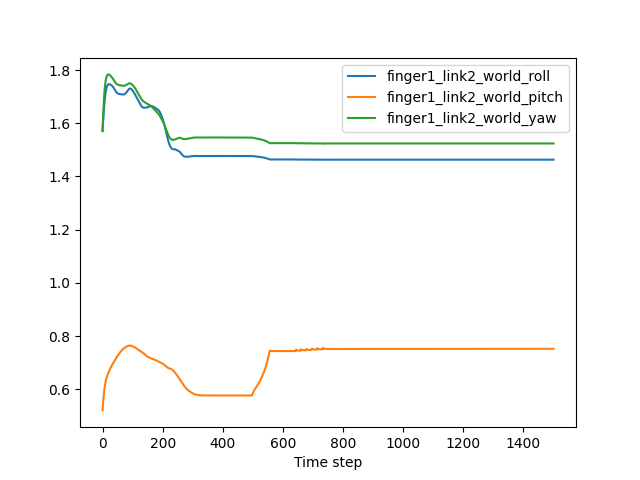 1.8
1.6
1.4
1.2
1.0
0.8
0.6
finger1_link2_world_roll
finger1_link2_world_pitch
finger1_link2_world_yaw
0 200 400 600 800 1000 1200 1400
Time step